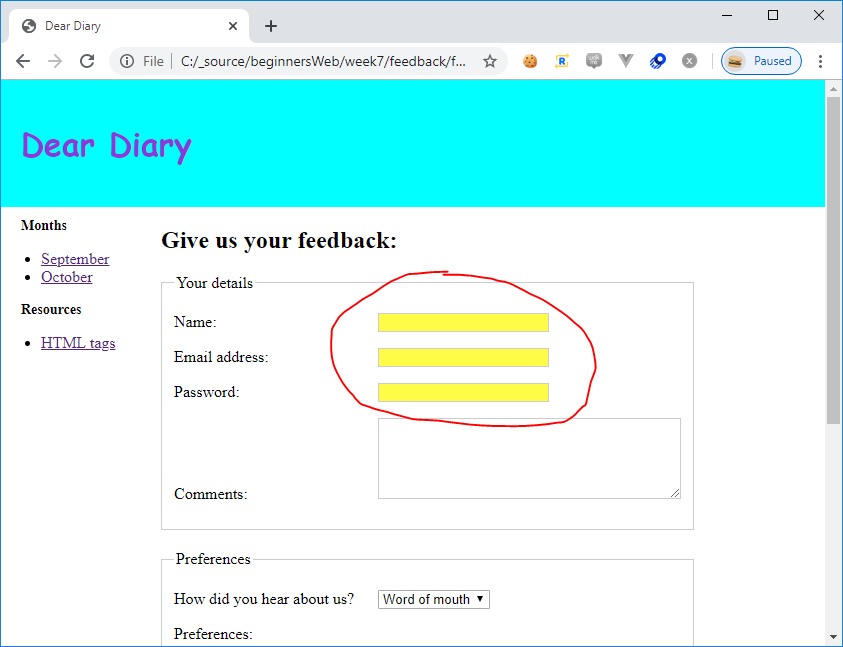 Dear Diary
File
C:/_source/beginnersWeb/week7/feedback/f...
R
Paused
Dear Diary
Months
September
October
Resources
HTML tags
Give us your feedback:
Your details
Name:
Email address:
Password:
Comments:
Preferences
How did you hear about us? Word of mouth
Preferences: